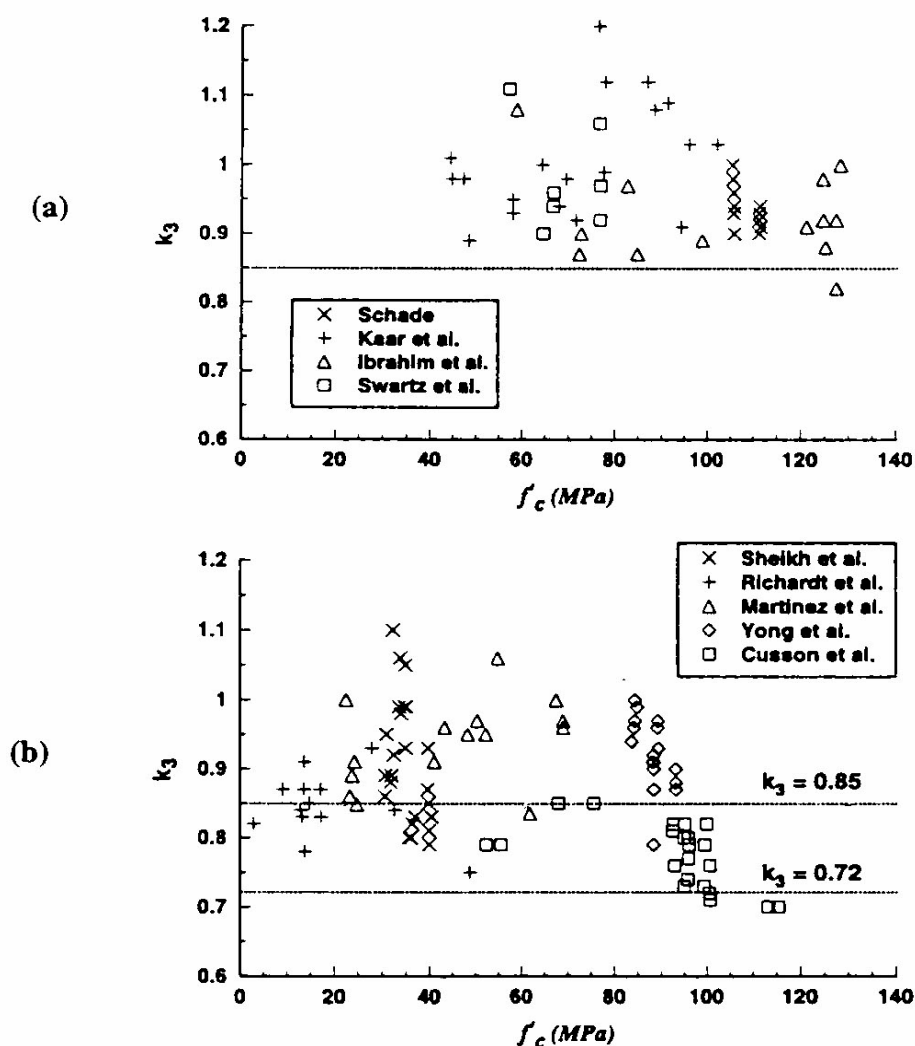 (a)
k₃
1.2
1.1
1
0.9
0.8
0.7
0.6
× Schade
+ Kaar et al.
△ Ibrahim et al.
□ Swartz et al.
0 20 40 60 80 100 120 140
f'c (MPa)
(b)
k₃
1.2
1.1
1
0.9
0.8
0.7
0.6
× Sheikh et al.
+ Richardt et al.
△ Martinez et al.
◇ Yong et al.
□ Cusson et al.
k₃ = 0.85
k₃ = 0.72
0 20 40 60 80 100 120 140
f'c (MPa)